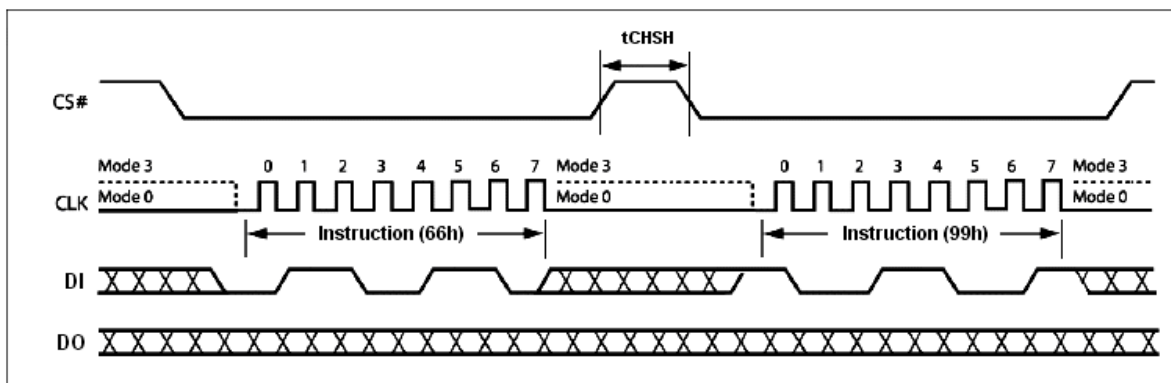 tCHSH
CS#
Mode 3 0 1 2 3 4 5 6 7 Mode 3 0 1 2 3 4 5 6 7 Mode 3
CLK Mode 0 Mode 0 Mode 0
Instruction (66h) Instruction (99h)
DI
DO